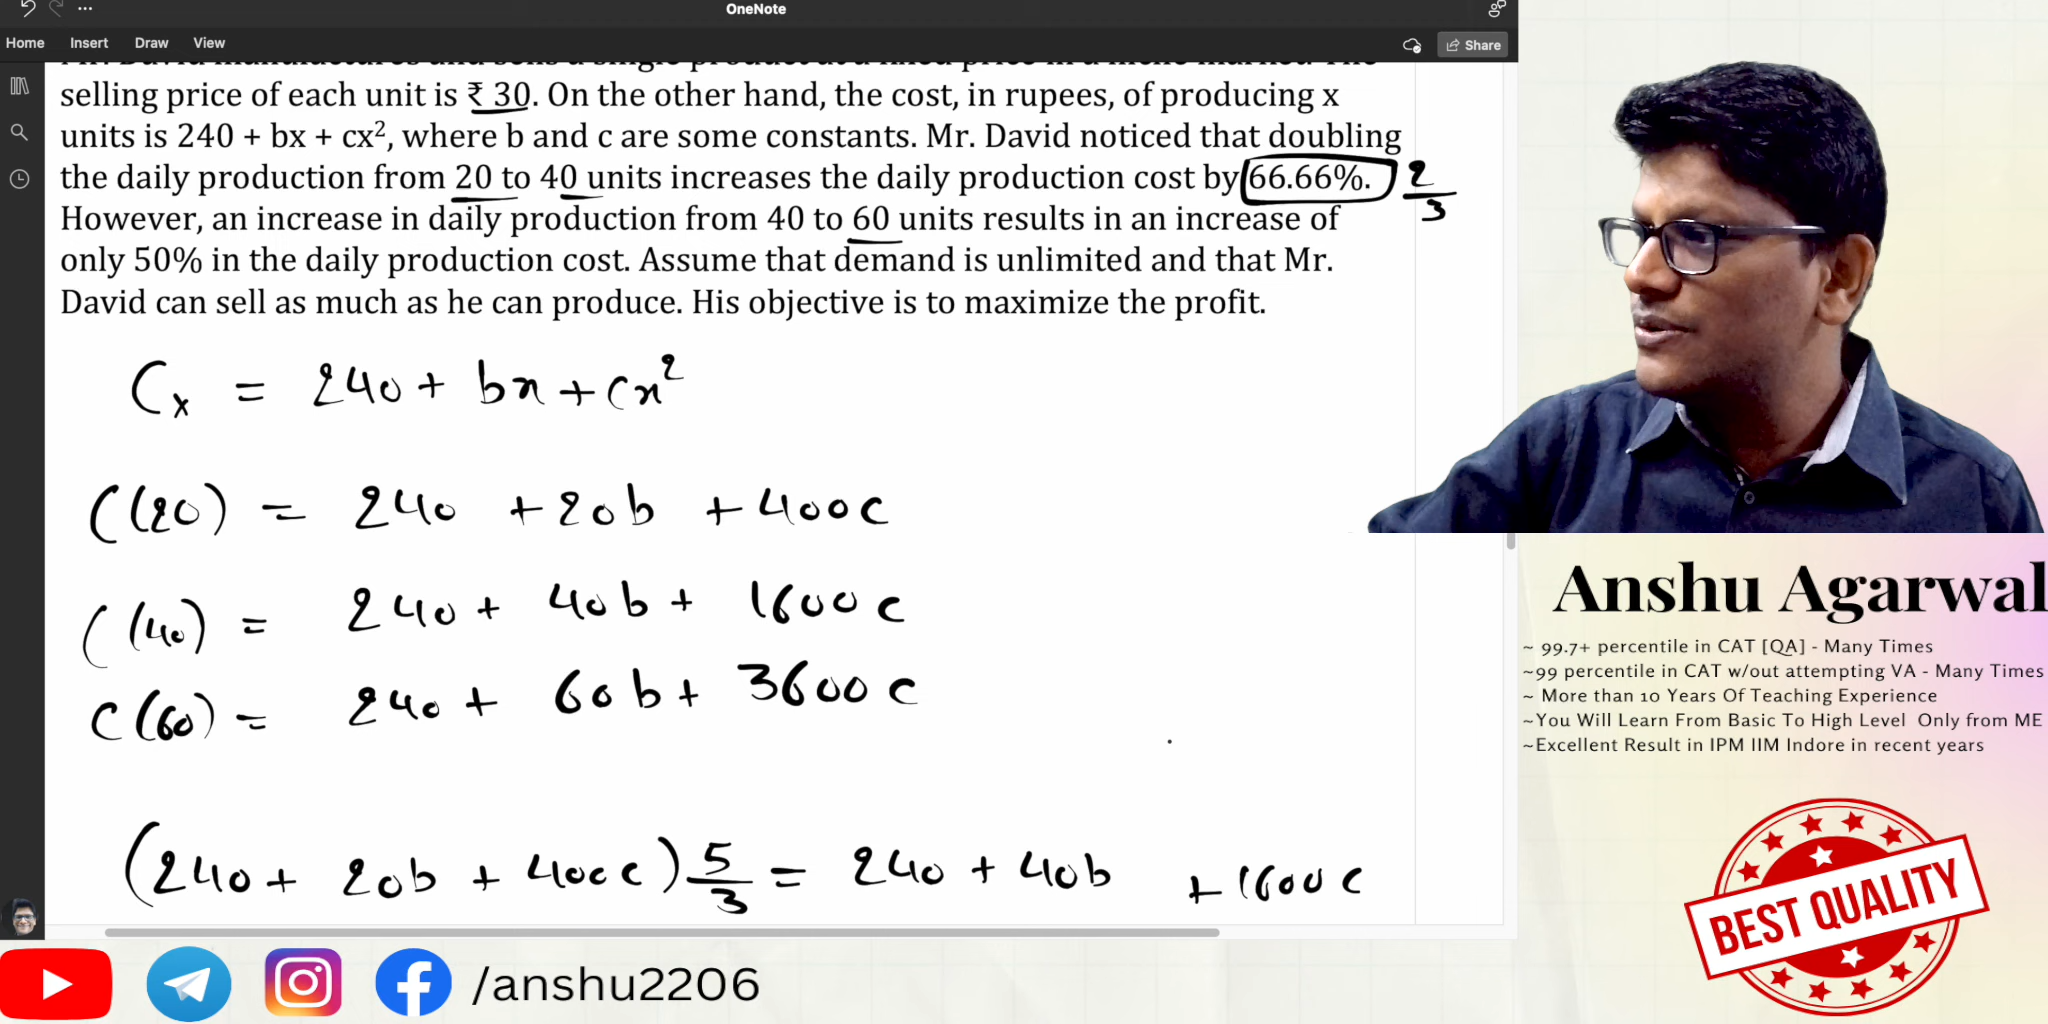 OneNote
Home Insert Draw View
Share
selling price of each unit is ₹ 30. On the other hand, the cost, in rupees, of producing x
units is 240 + bx + cx², where b and c are some constants. Mr. David noticed that doubling
the daily production from 20 to 40 units increases the daily production cost by 66.66%. 2/3
However, an increase in daily production from 40 to 60 units results in an increase of
only 50% in the daily production cost. Assume that demand is unlimited and that Mr.
David can sell as much as he can produce. His objective is to maximize the profit.
Cx = 240 + bx + cx²
C(20) = 240 + 20b + 400c
C(40) = 240 + 40b + 1600c
C(60) = 240 + 60b + 3600c
(240 + 20b + 400c) 5/3 = 240 + 40b + 1600c
Anshu Agarwal
~ 99.7+ percentile in CAT [QA] - Many Times
~99 percentile in CAT w/out attempting VA - Many Times
~ More than 10 Years Of Teaching Experience
~You Will Learn From Basic To High Level Only from ME
~Excellent Result in IPM IIM Indore in recent years
BEST QUALITY
/anshu2206